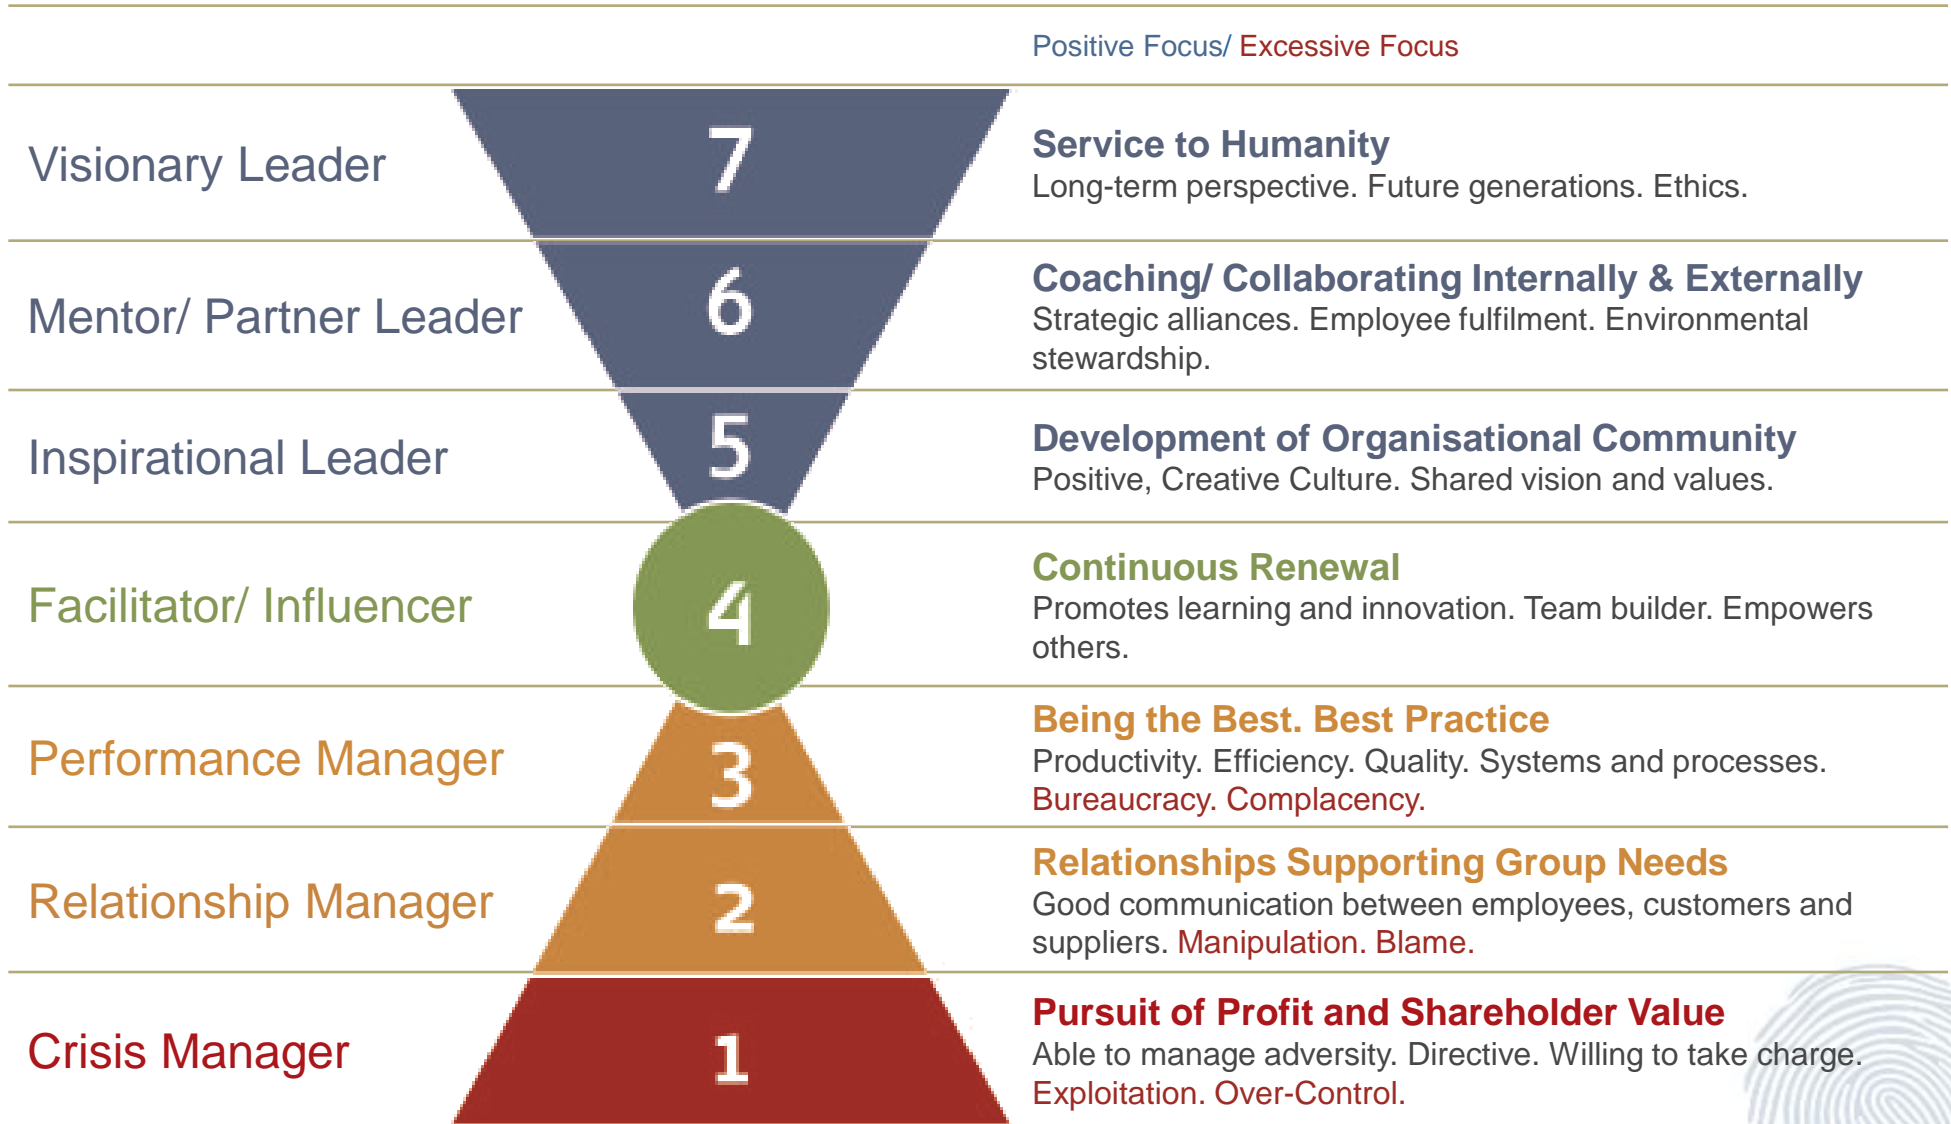 Positive Focus/ Excessive Focus
Visionary Leader
7
Service to Humanity
Long-term perspective. Future generations. Ethics.
Mentor/ Partner Leader
6
Coaching/ Collaborating Internally & Externally
Strategic alliances. Employee fulfilment. Environmental
stewardship.
Inspirational Leader
5
Development of Organisational Community
Positive, Creative Culture. Shared vision and values.
Facilitator/ Influencer
4
Continuous Renewal
Promotes learning and innovation. Team builder. Empowers
others.
Performance Manager
3
Being the Best. Best Practice
Productivity. Efficiency. Quality. Systems and processes.
Bureaucracy. Complacency.
Relationship Manager
2
Relationships Supporting Group Needs
Good communication between employees, customers and
suppliers. Manipulation. Blame.
Crisis Manager
1
Pursuit of Profit and Shareholder Value
Able to manage adversity. Directive. Willing to take charge.
Exploitation. Over-Control.